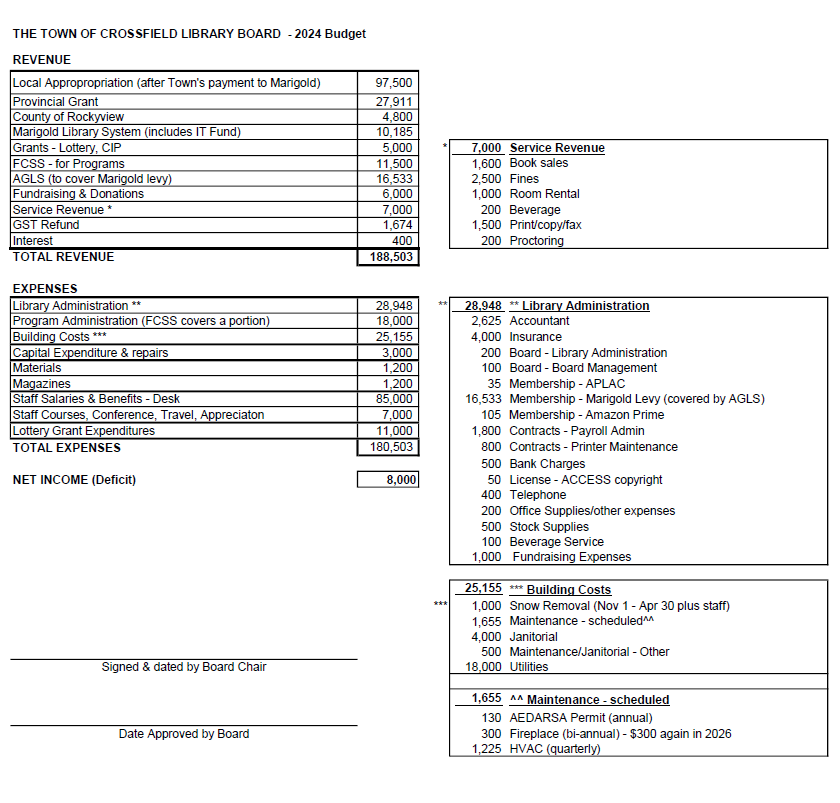 THE TOWN OF CROSSFIELD LIBRARY BOARD - 2024 Budget
REVENUE
Local Appropropriation (after Town's payment to Marigold) 97,500
Provincial Grant 27,911
County of Rockyview 4,800
Marigold Library System (includes IT Fund) 10,185
Grants - Lottery, CIP 5,000
FCSS - for Programs 11,500
AGLS (to cover Marigold levy) 16,533
Fundraising & Donations 6,000
Service Revenue * 7,000
GST Refund 1,674
Interest 400
TOTAL REVENUE 188,503
* 7,000 Service Revenue
1,600 Book sales
2,500 Fines
1,000 Room Rental
200 Beverage
1,500 Print/copy/fax
200 Proctoring
EXPENSES
Library Administration ** 28,948
Program Administration (FCSS covers a portion) 18,000
Building Costs *** 25,155
Capital Expenditure & repairs 3,000
Materials 1,200
Magazines 1,200
Staff Salaries & Benefits - Desk 85,000
Staff Courses, Conference, Travel, Appreciaton 7,000
Lottery Grant Expenditures 11,000
TOTAL EXPENSES 180,503
NET INCOME (Deficit) 8,000
** 28,948 ** Library Administration
2,625 Accountant
4,000 Insurance
200 Board - Library Administration
100 Board - Board Management
35 Membership - APLAC
16,533 Membership - Marigold Levy (covered by AGLS)
105 Membership - Amazon Prime
1,800 Contracts - Payroll Admin
800 Contracts - Printer Maintenance
500 Bank Charges
50 License - ACCESS copyright
400 Telephone
200 Office Supplies/other expenses
500 Stock Supplies
100 Beverage Service
1,000 Fundraising Expenses
25,155 *** Building Costs
*** 1,000 Snow Removal (Nov 1 - Apr 30 plus staff)
1,655 Maintenance - scheduled^^
4,000 Janitorial
500 Maintenance/Janitorial - Other
18,000 Utilities
1,655 ^^ Maintenance - scheduled
130 AEDARSA Permit (annual)
300 Fireplace (bi-annual) - $300 again in 2026
1,225 HVAC (quarterly)
Signed & dated by Board Chair
Date Approved by Board